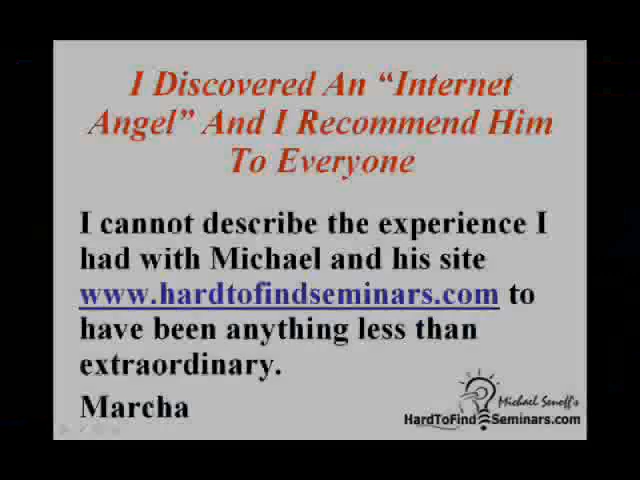 I Discovered An “Internet
Angel” And I Recommend Him
To Everyone
I cannot describe the experience I
had with Michael and his site
www.hardtofindseminars.com to
have been anything less than
extraordinary.
Marcha
Michael Senoff's
HardToFindSeminars.com